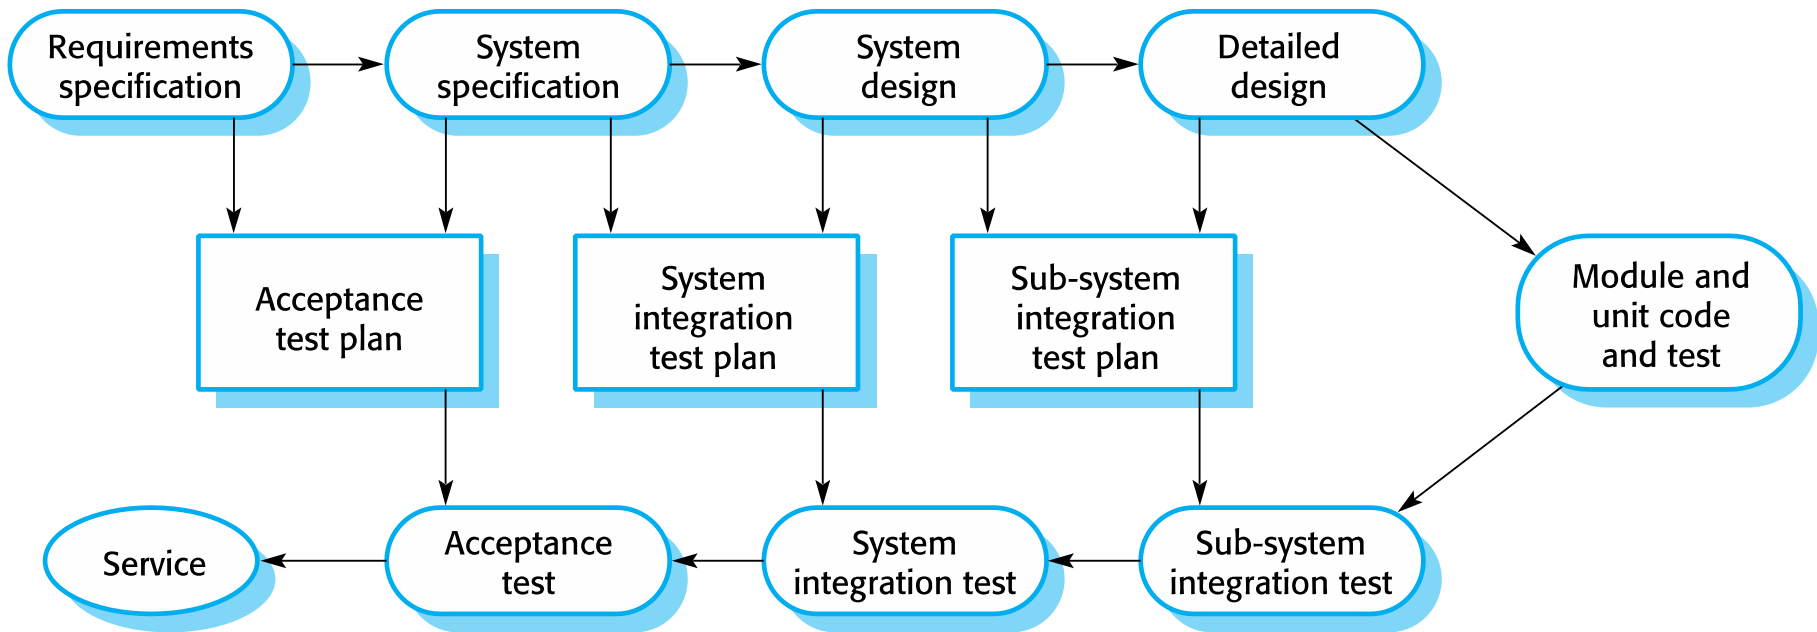 Requirements
specification
System
specification
System
design
Detailed
design
Acceptance
test plan
System
integration
test plan
Sub-system
integration
test plan
Module and
unit code
and test
Service
Acceptance
test
System
integration test
Sub-system
integration test